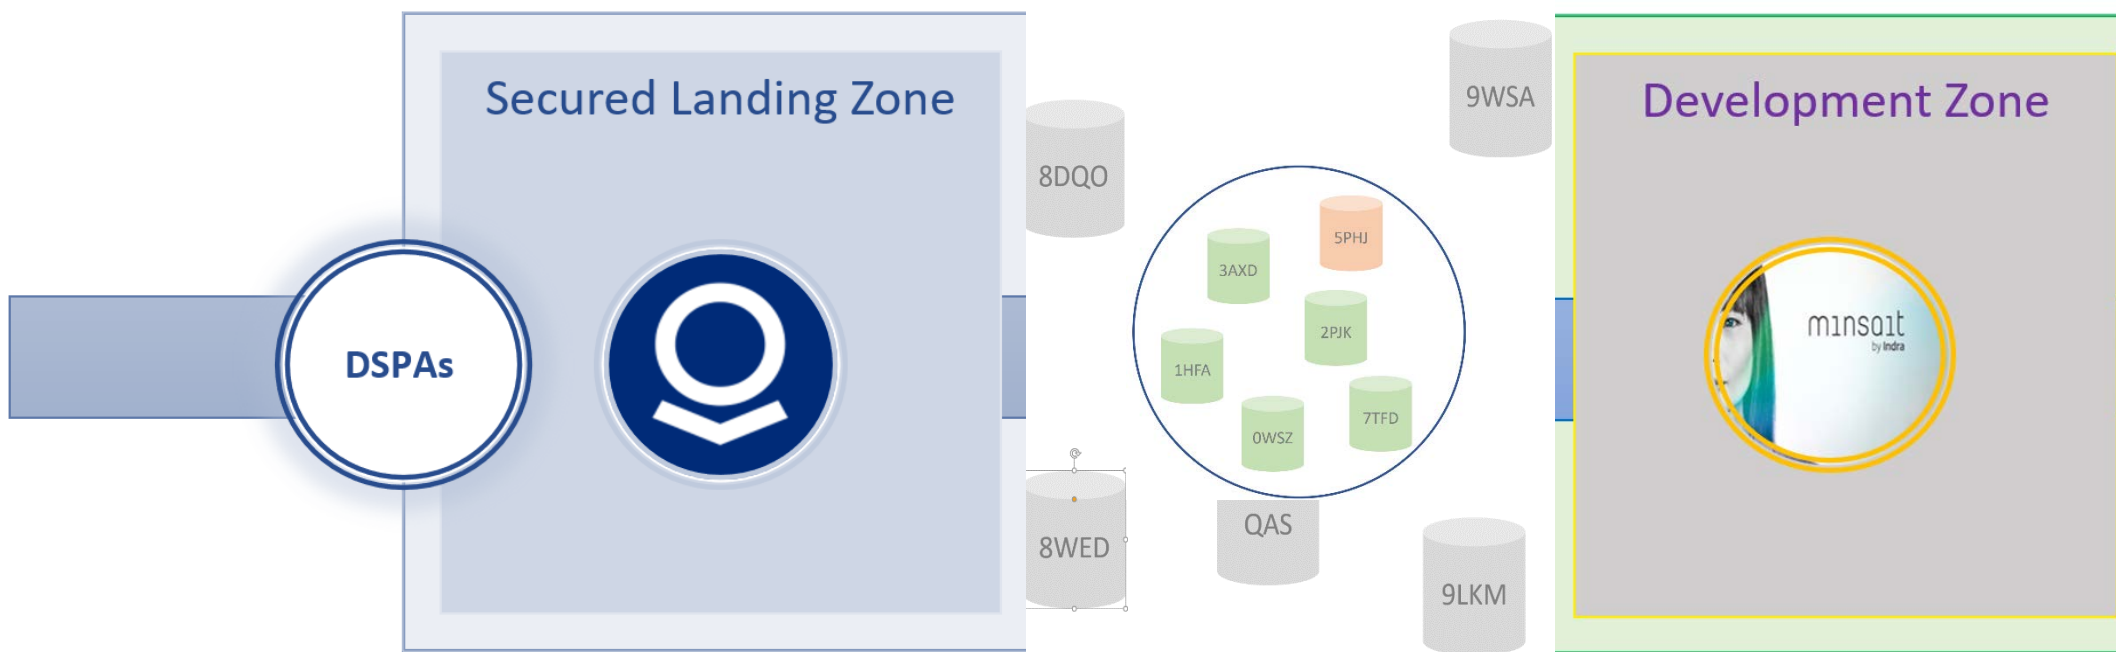 Secured Landing Zone
DSPAs
8DQO
9WSA
5PHJ
3AXD
2PJK
1HFA
7TFD
0WSZ
QAS
8WED
9LKM
Development Zone
minsait
by Indra